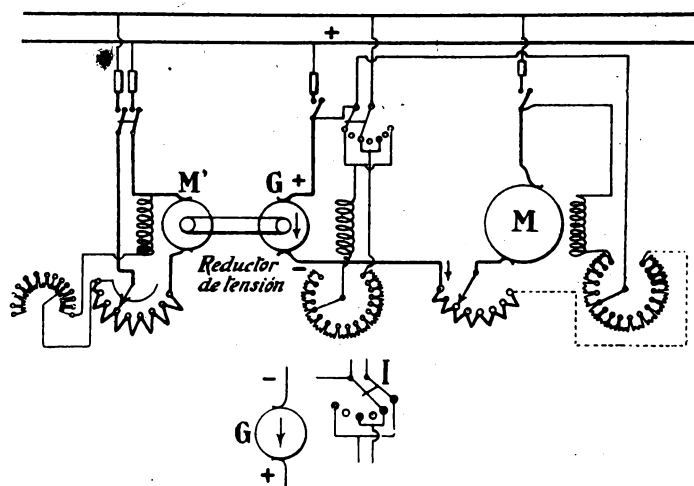 +
M' G +
M
Reductor
de tensión
−
− I
G
+